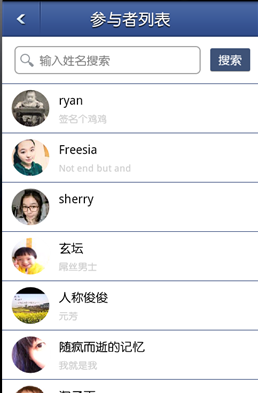 参与者列表
输入姓名搜索
搜索
ryan
签名个鸡鸡
Freesia
Not end but and
sherry
玄坛
屌丝男士
人称俊俊
元芳
随疯而逝的记忆
我就是我